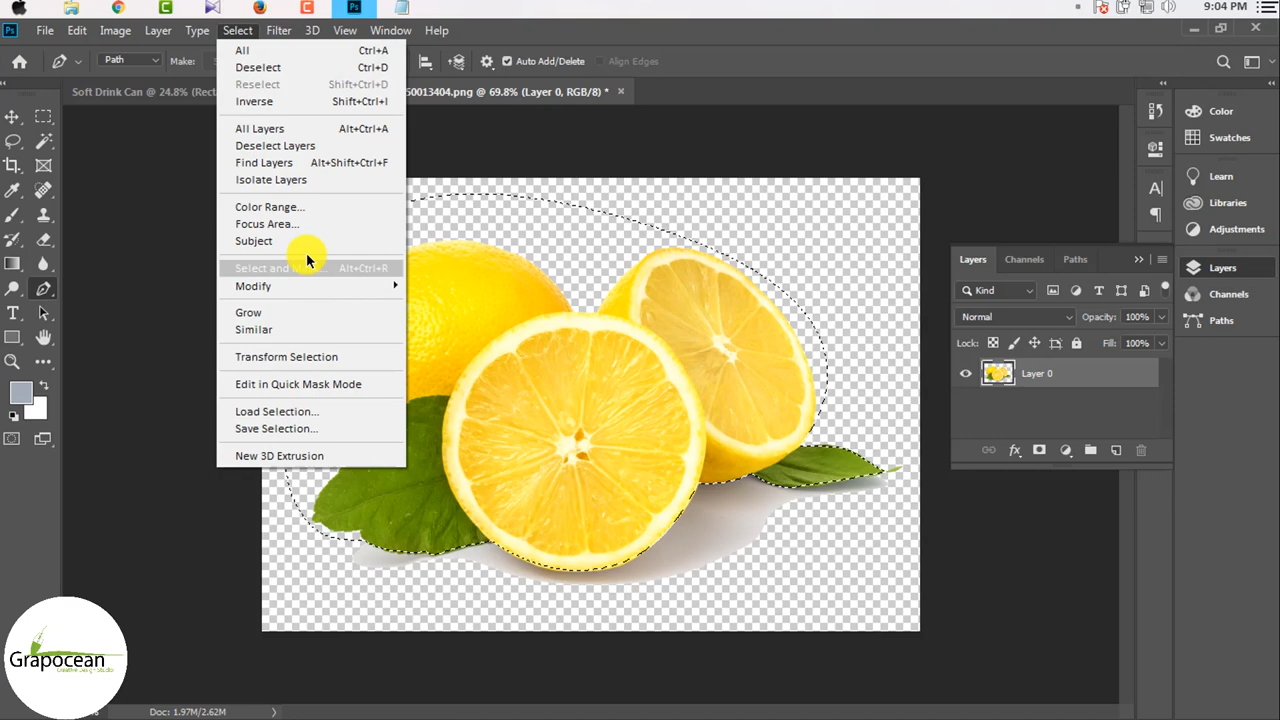 9:04 PM
Ps File Edit Image Layer Type Select Filter 3D View Window Help
Path Make: Auto Add/Delete Align Edges
Soft Drink Can @ 24.8% (Rect
50013404.png @ 69.8% (Layer 0, RGB/8) *
All Ctrl+A
Deselect Ctrl+D
Reselect Shift+Ctrl+D
Inverse Shift+Ctrl+I
All Layers Alt+Ctrl+A
Deselect Layers
Find Layers Alt+Shift+Ctrl+F
Isolate Layers
Color Range...
Focus Area...
Subject
Select and Alt+Ctrl+R
Modify
Grow
Similar
Transform Selection
Edit in Quick Mask Mode
Load Selection...
Save Selection...
New 3D Extrusion
Color
Swatches
Learn
Libraries
Adjustments
Layers
Channels
Paths
Layers Channels Paths
Kind
Normal Opacity: 100%
Lock: Fill: 100%
Layer 0
Grapocean
Creative Design Studio
Doc: 1.97M/2.62M